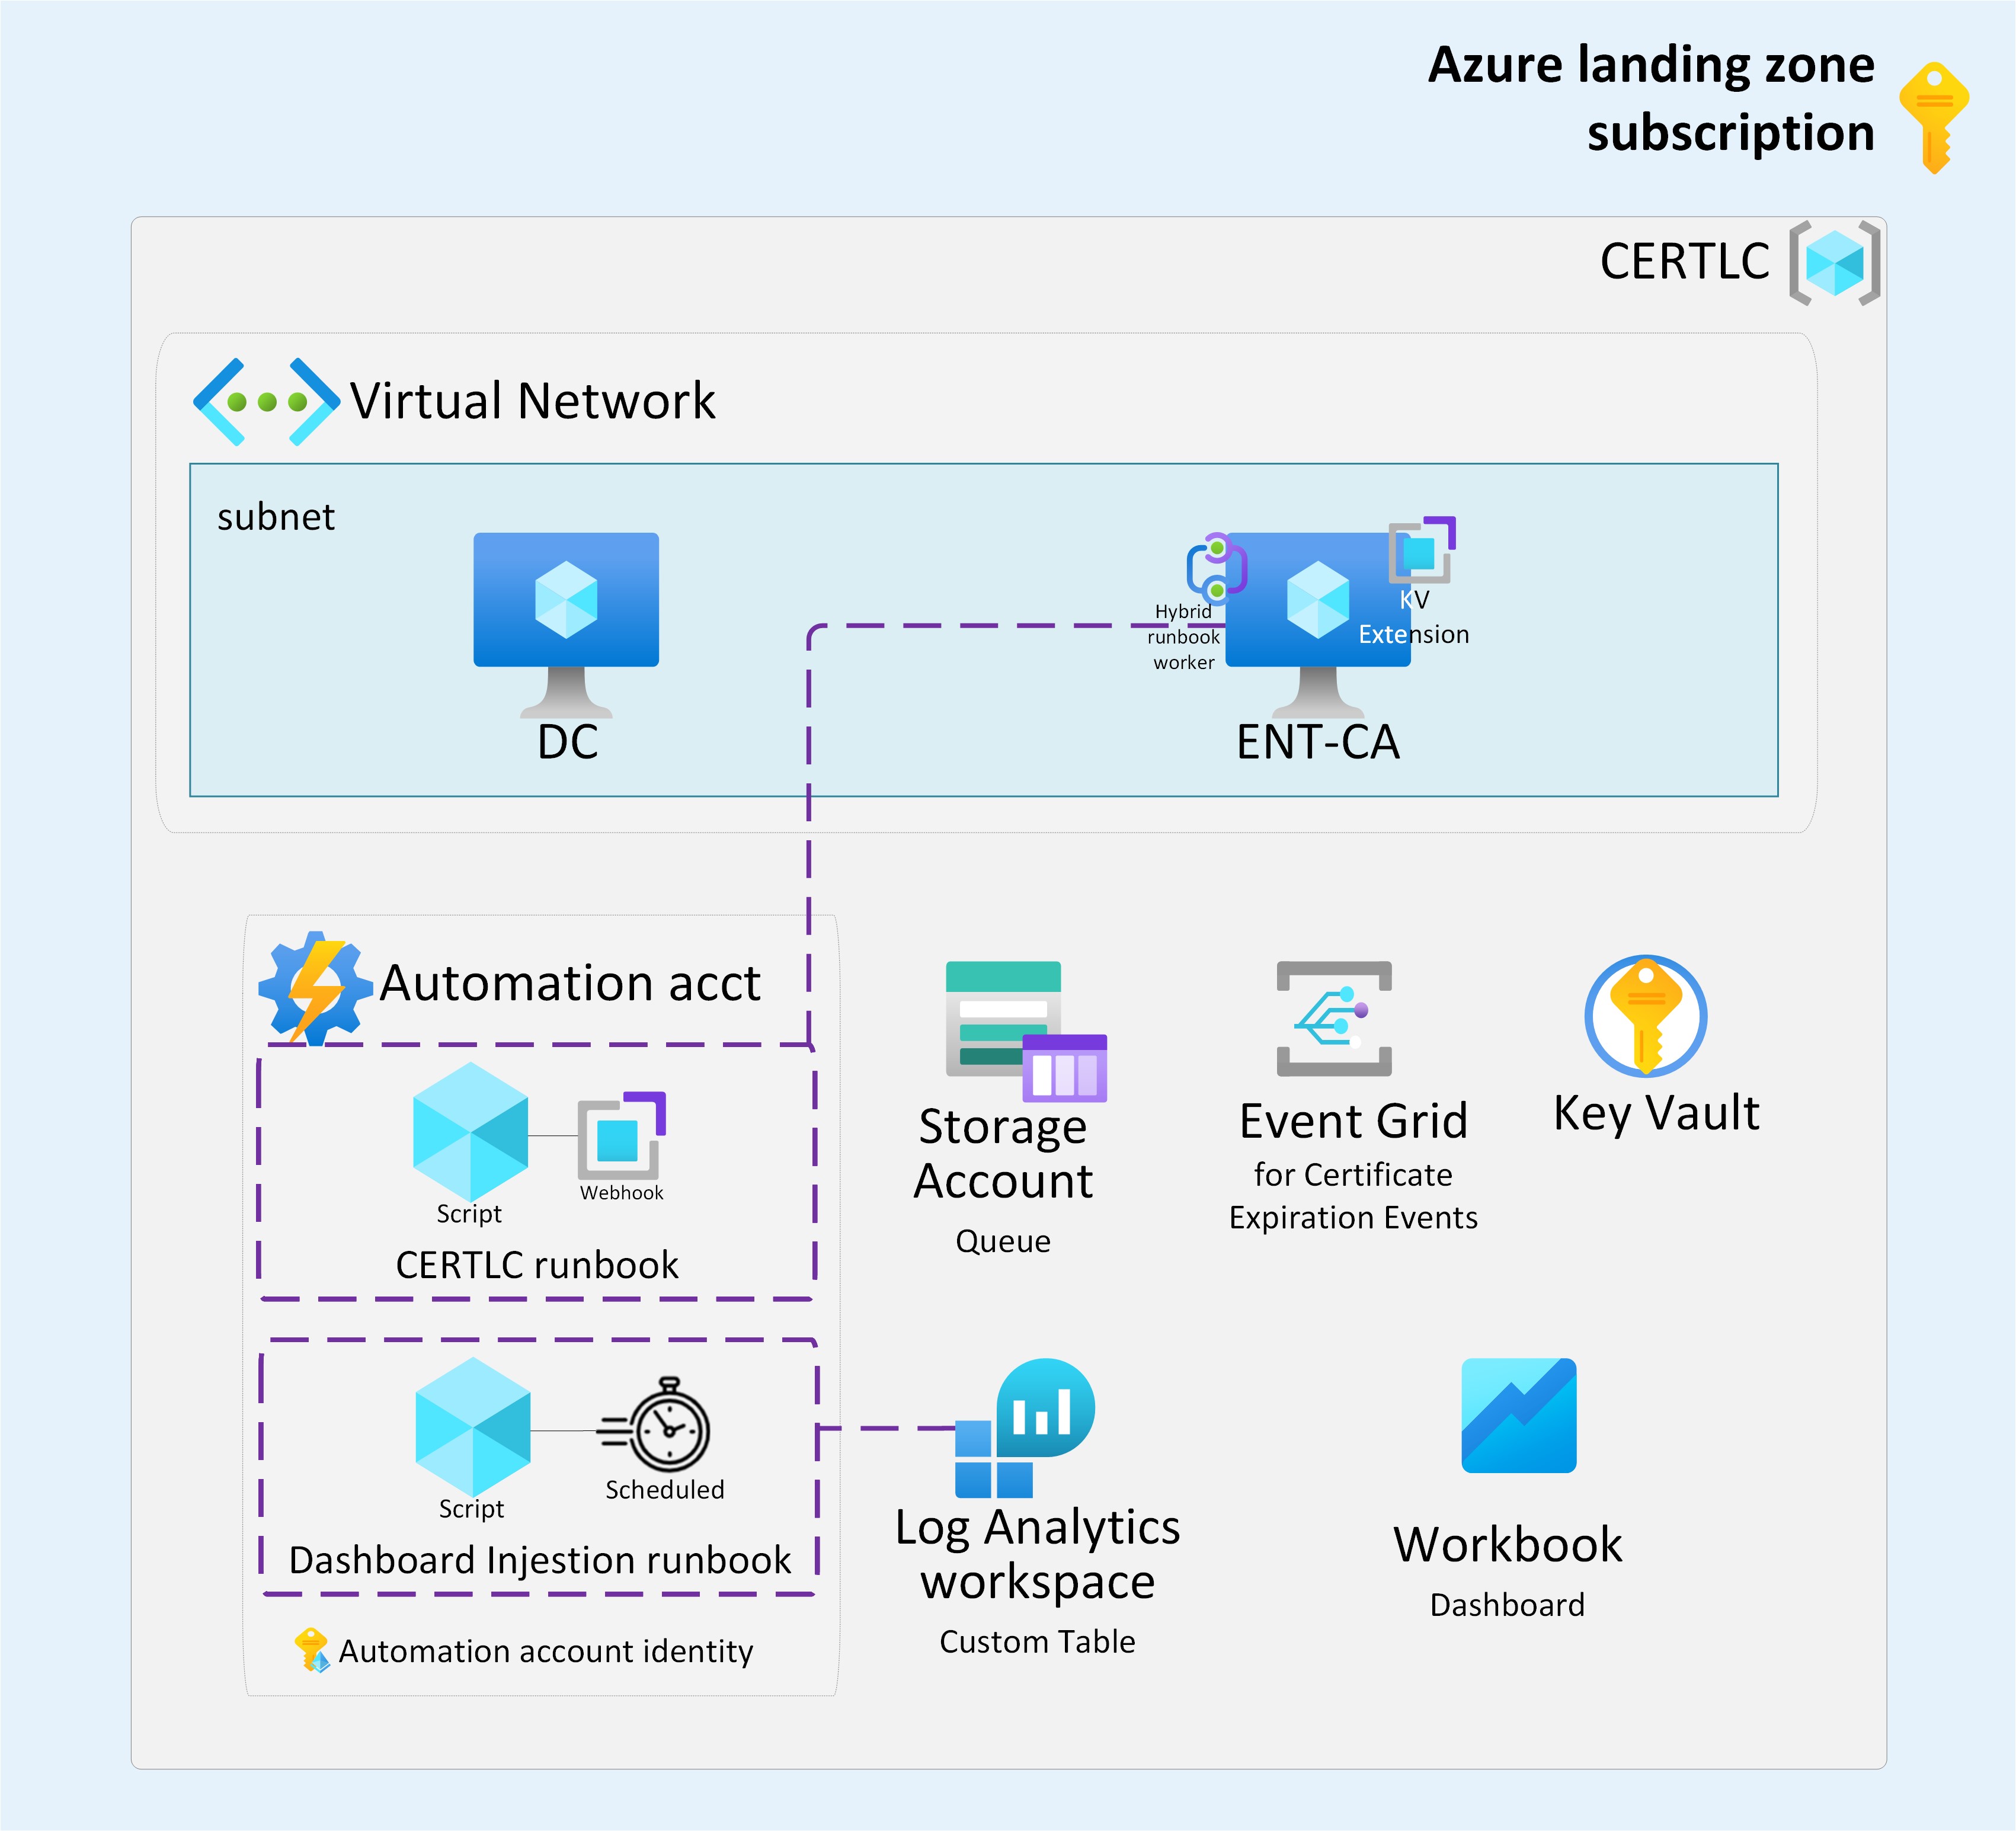 Azure landing zone
subscription
CERTLC
Virtual Network
subnet
DC
Hybrid
runbook
worker
KV
Extension
ENT-CA
Automation acct
Script
Webhook
CERTLC runbook
Script
Scheduled
Dashboard Injestion runbook
Automation account identity
Storage
Account
Queue
Event Grid
for Certificate
Expiration Events
Key Vault
Log Analytics
workspace
Custom Table
Workbook
Dashboard